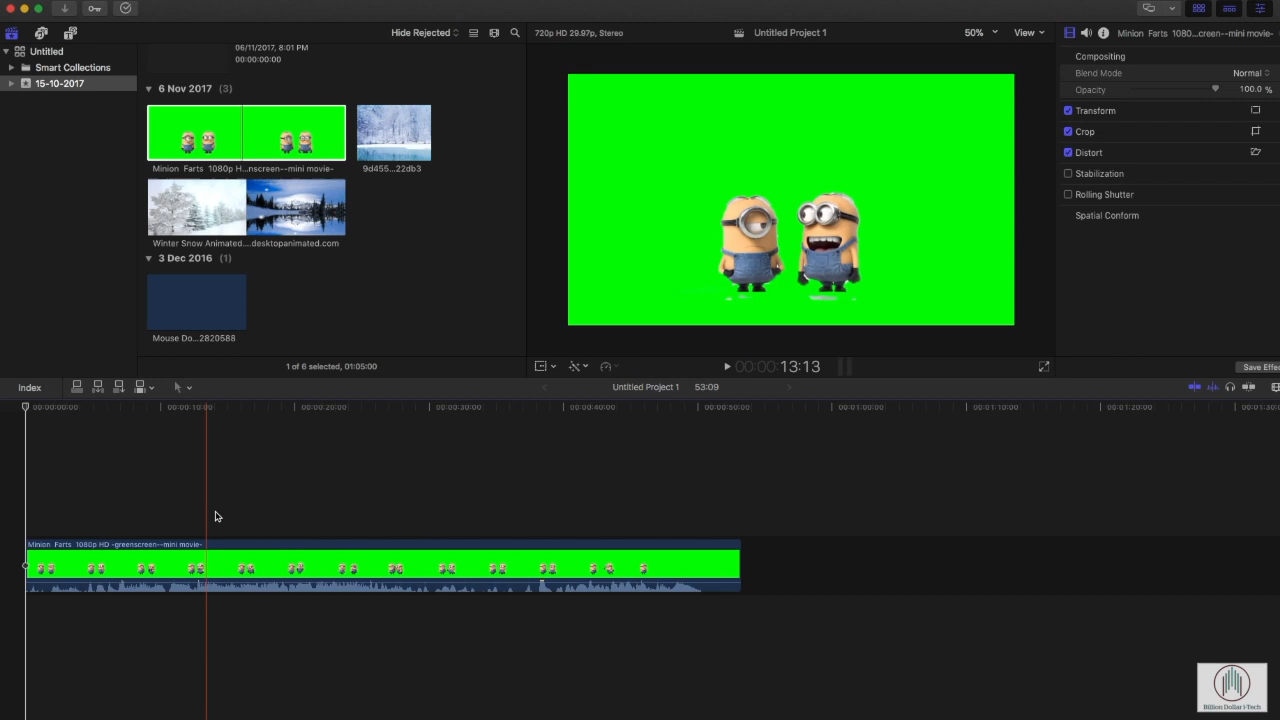 Hide Rejected
720p HD 29.97p, Stereo
Untitled Project 1
50%
View
Minion Farts 1080...creen--mini movie-
Untitled
Smart Collections
15-10-2017
06/11/2017, 8:01 PM
00:00:00:00
6 Nov 2017 (3)
Minion Farts 1080p H...nscreen--mini movie-
9d455...22db3
Winter Snow Animated....desktopanimated.com
3 Dec 2016 (1)
Mouse Do...2820588
1 of 6 selected, 01:05:00
00:00:13:13
Compositing
Blend Mode
Normal
Opacity
100.0 %
Transform
Crop
Distort
Stabilization
Rolling Shutter
Spatial Conform
Save Effec
Index
Untitled Project 1
53:09
00:00:00:00
00:00:10:00
00:00:20:00
00:00:30:00
00:00:40:00
00:00:50:00
00:01:00:00
00:01:10:00
00:01:20:00
00:01:30:0
Minion Farts 1080p HD -greenscreen--mini movie-
Billion Dollar i-Tech